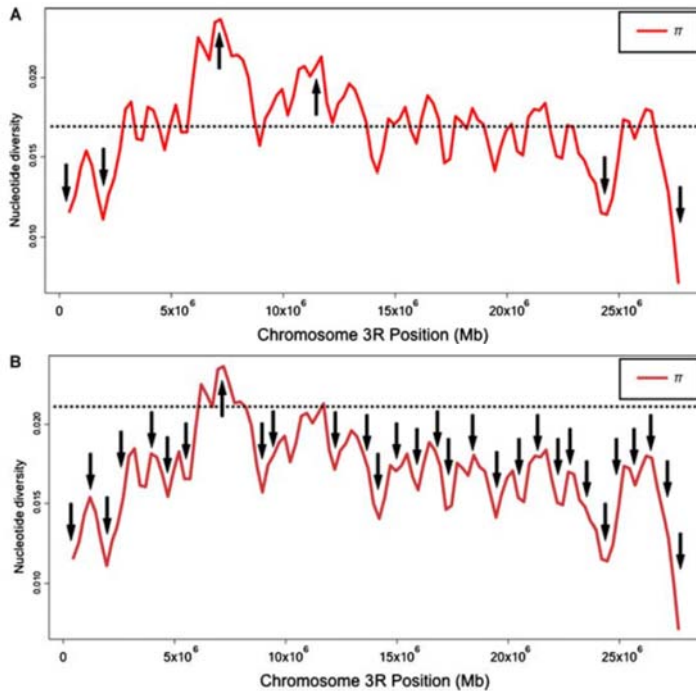 A
π
0.020
0.015
0.010
Nucleotide diversity
0 5x10⁶ 10x10⁶ 15x10⁶ 20x10⁶ 25x10⁶
Chromosome 3R Position (Mb)
B
π
0.020
0.015
0.010
Nucleotide diversity
0 5x10⁶ 10x10⁶ 15x10⁶ 20x10⁶ 25x10⁶
Chromosome 3R Position (Mb)